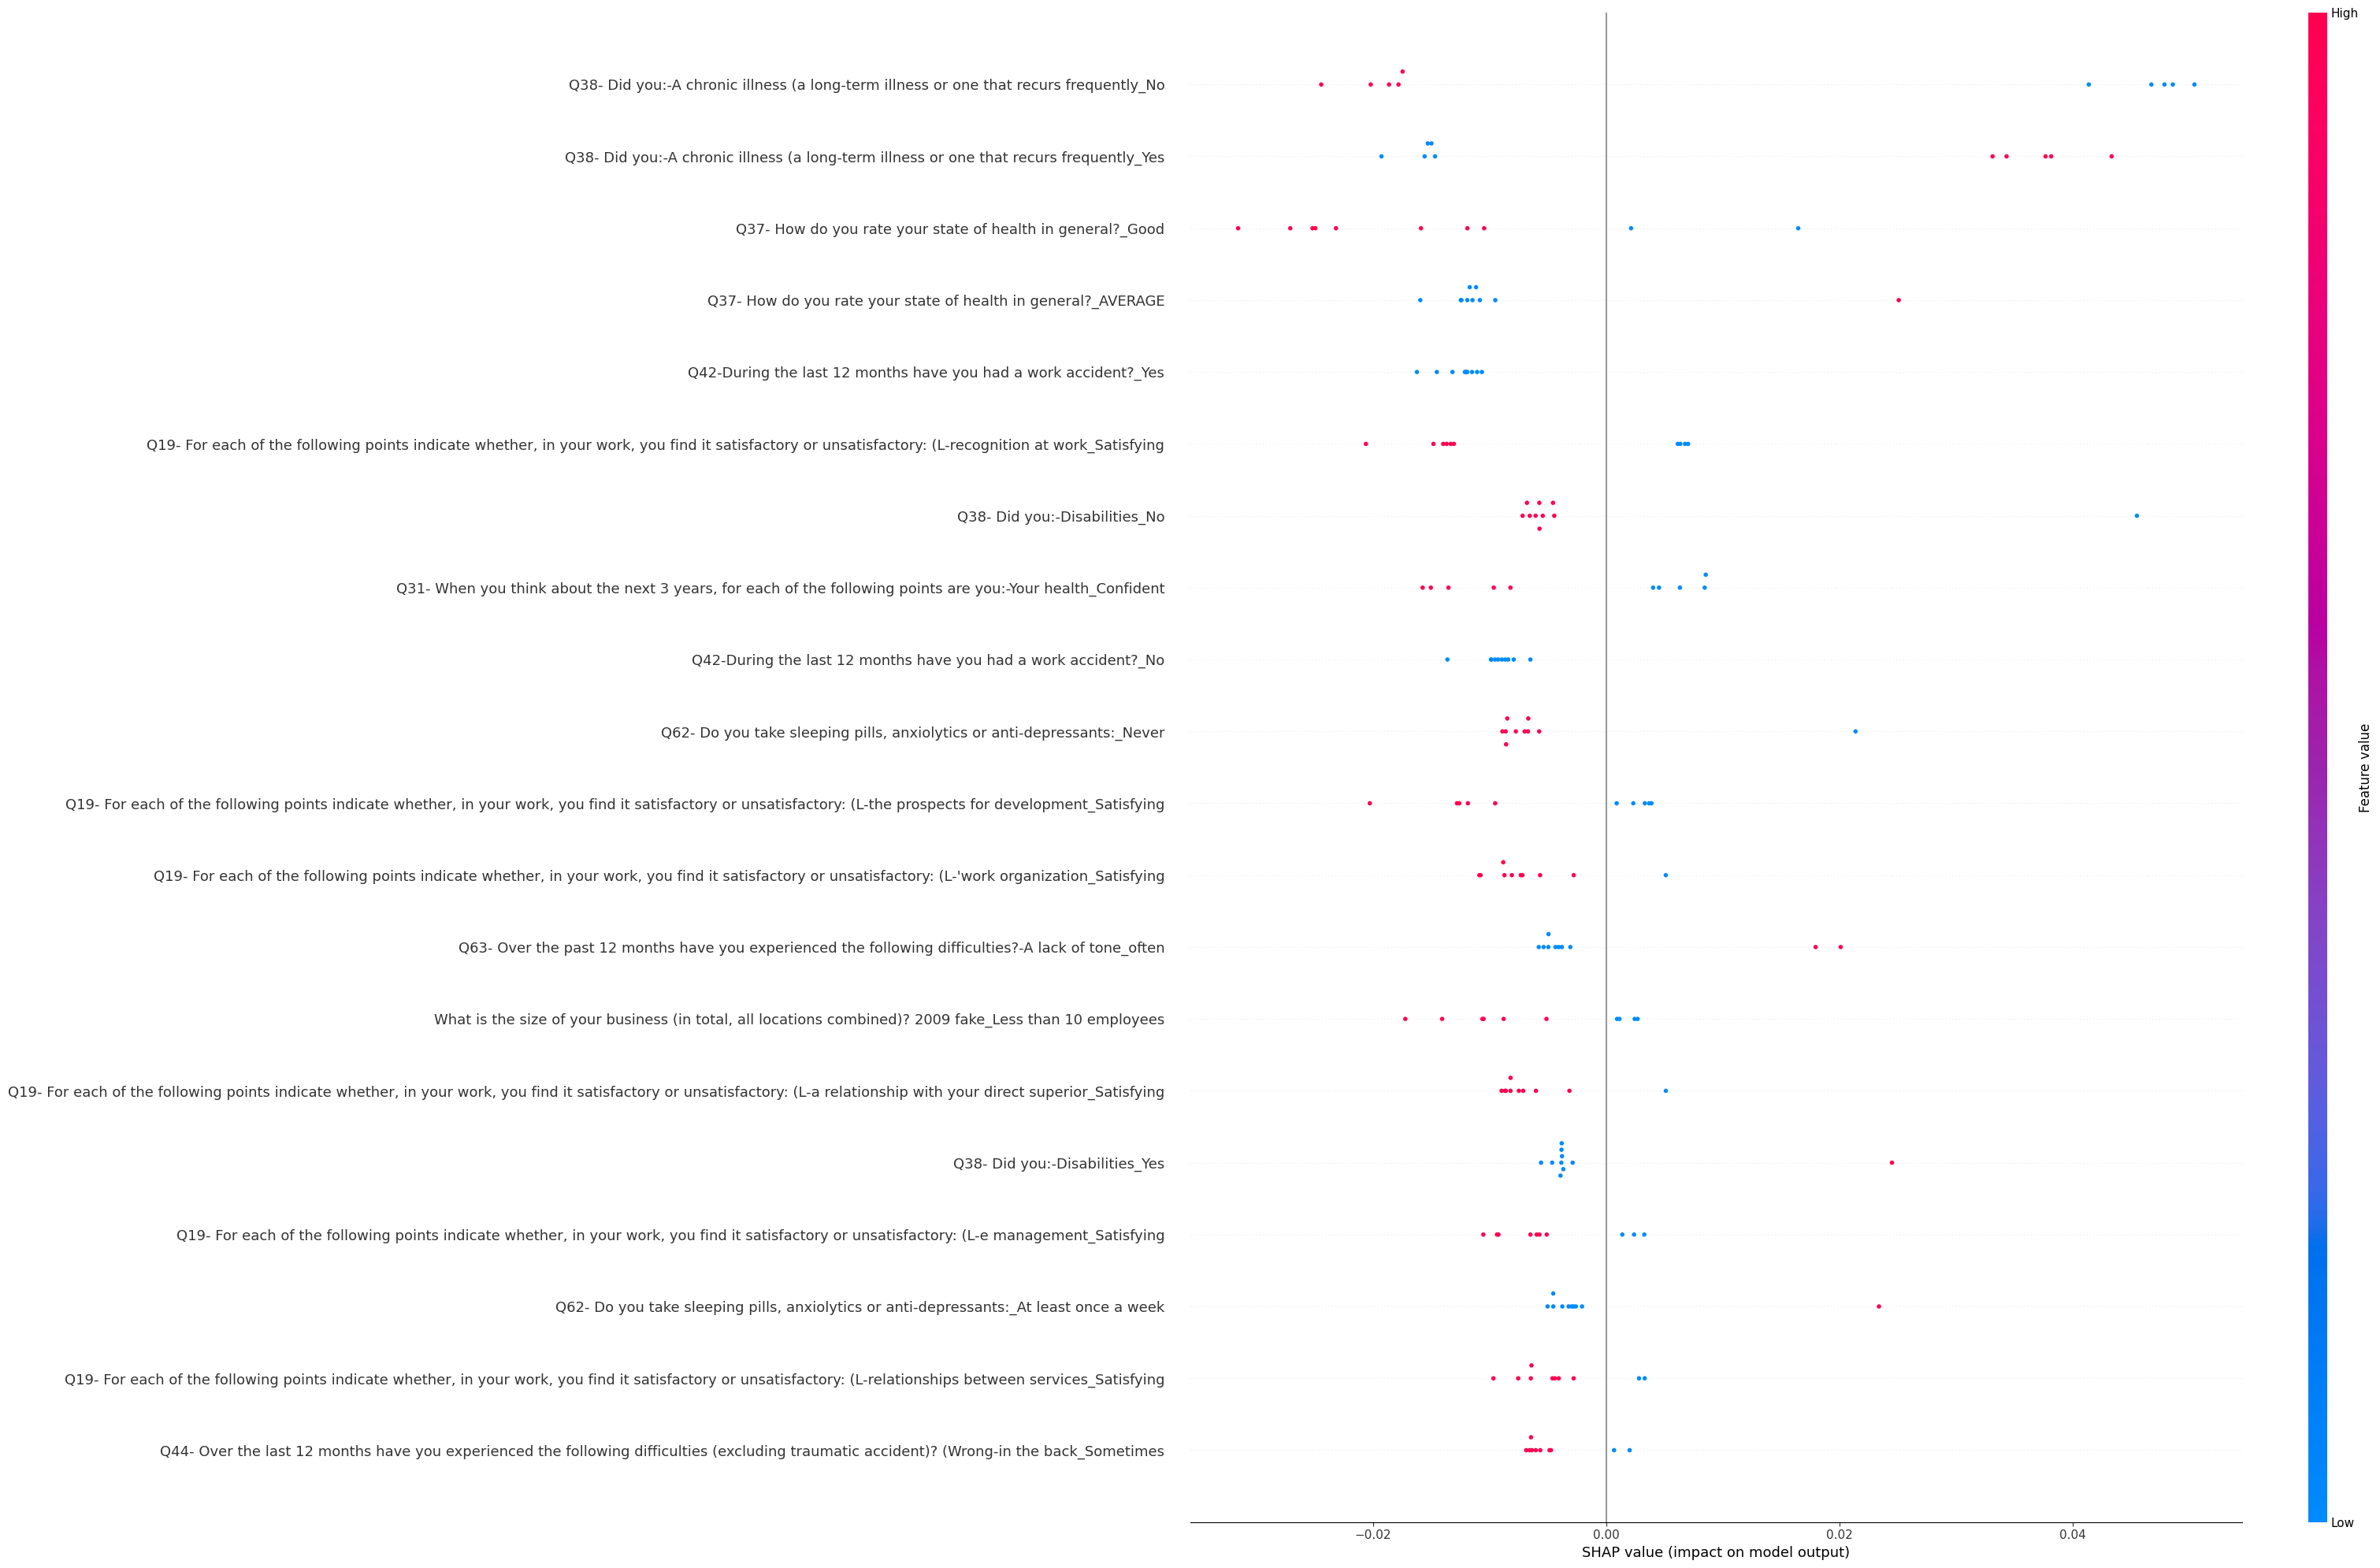 High
Q38- Did you:-A chronic illness (a long-term illness or one that recurs frequently_No
Q38- Did you:-A chronic illness (a long-term illness or one that recurs frequently_Yes
Q37- How do you rate your state of health in general?_Good
Q37- How do you rate your state of health in general?_AVERAGE
Q42-During the last 12 months have you had a work accident?_Yes
Q19- For each of the following points indicate whether, in your work, you find it satisfactory or unsatisfactory: (L-recognition at work_Satisfying
Q38- Did you:-Disabilities_No
Q31- When you think about the next 3 years, for each of the following points are you:-Your health_Confident
Q42-During the last 12 months have you had a work accident?_No
Q62- Do you take sleeping pills, anxiolytics or anti-depressants:_Never
Q19- For each of the following points indicate whether, in your work, you find it satisfactory or unsatisfactory: (L-the prospects for development_Satisfying
Q19- For each of the following points indicate whether, in your work, you find it satisfactory or unsatisfactory: (L-'work organization_Satisfying
Q63- Over the past 12 months have you experienced the following difficulties?-A lack of tone_often
What is the size of your business (in total, all locations combined)? 2009 fake_Less than 10 employees
Q19- For each of the following points indicate whether, in your work, you find it satisfactory or unsatisfactory: (L-a relationship with your direct superior_Satisfying
Q38- Did you:-Disabilities_Yes
Q19- For each of the following points indicate whether, in your work, you find it satisfactory or unsatisfactory: (L-e management_Satisfying
Q62- Do you take sleeping pills, anxiolytics or anti-depressants:_At least once a week
Q19- For each of the following points indicate whether, in your work, you find it satisfactory or unsatisfactory: (L-relationships between services_Satisfying
Q44- Over the last 12 months have you experienced the following difficulties (excluding traumatic accident)? (Wrong-in the back_Sometimes
Feature value
Low
−0.02 0.00 0.02 0.04
SHAP value (impact on model output)